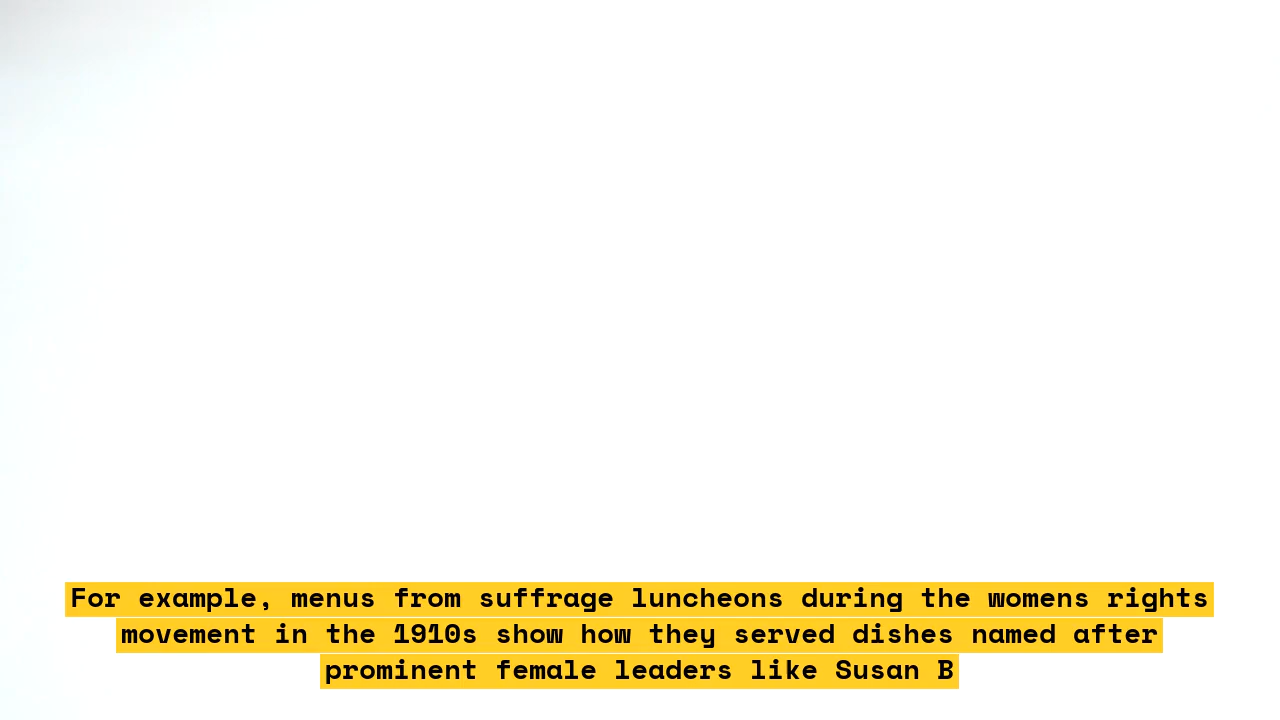 For example, menus from suffrage luncheons during the womens rights
movement in the 1910s show how they served dishes named after
prominent female leaders like Susan B